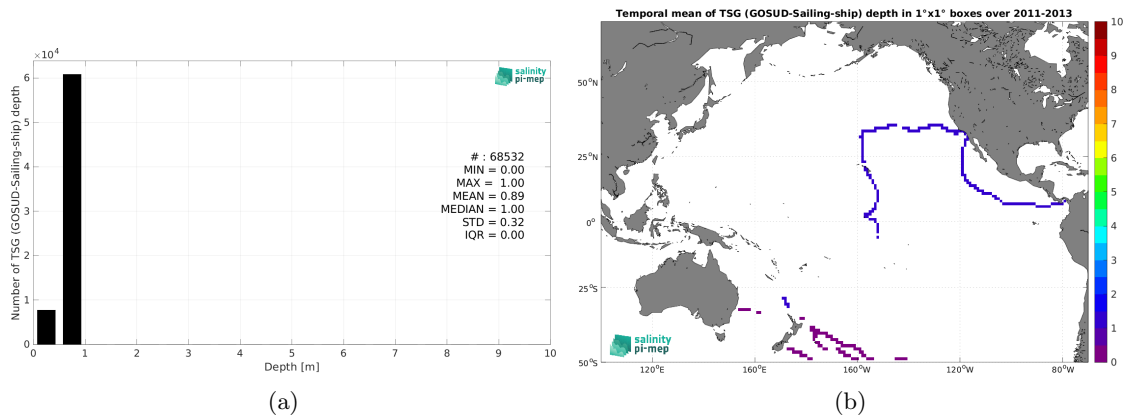 ×10⁴
6
5
4
3
2
1
0
Number of TSG (GOSUD-Sailing-ship) depth
0 1 2 3 4 5 6 7 8 9 10
Depth [m]
salinity
pi-mep
# : 68532
MIN = 0.00
MAX = 1.00
MEAN = 0.89
MEDIAN = 1.00
STD = 0.32
IQR = 0.00
(a)
Temporal mean of TSG (GOSUD-Sailing-ship) depth in 1°x1° boxes over 2011-2013
50°N
25°N
0°
25°S
50°S
120°E 160°E 160°W 120°W 80°W
salinity
pi-mep
10
9
8
7
6
5
4
3
2
1
0
(b)